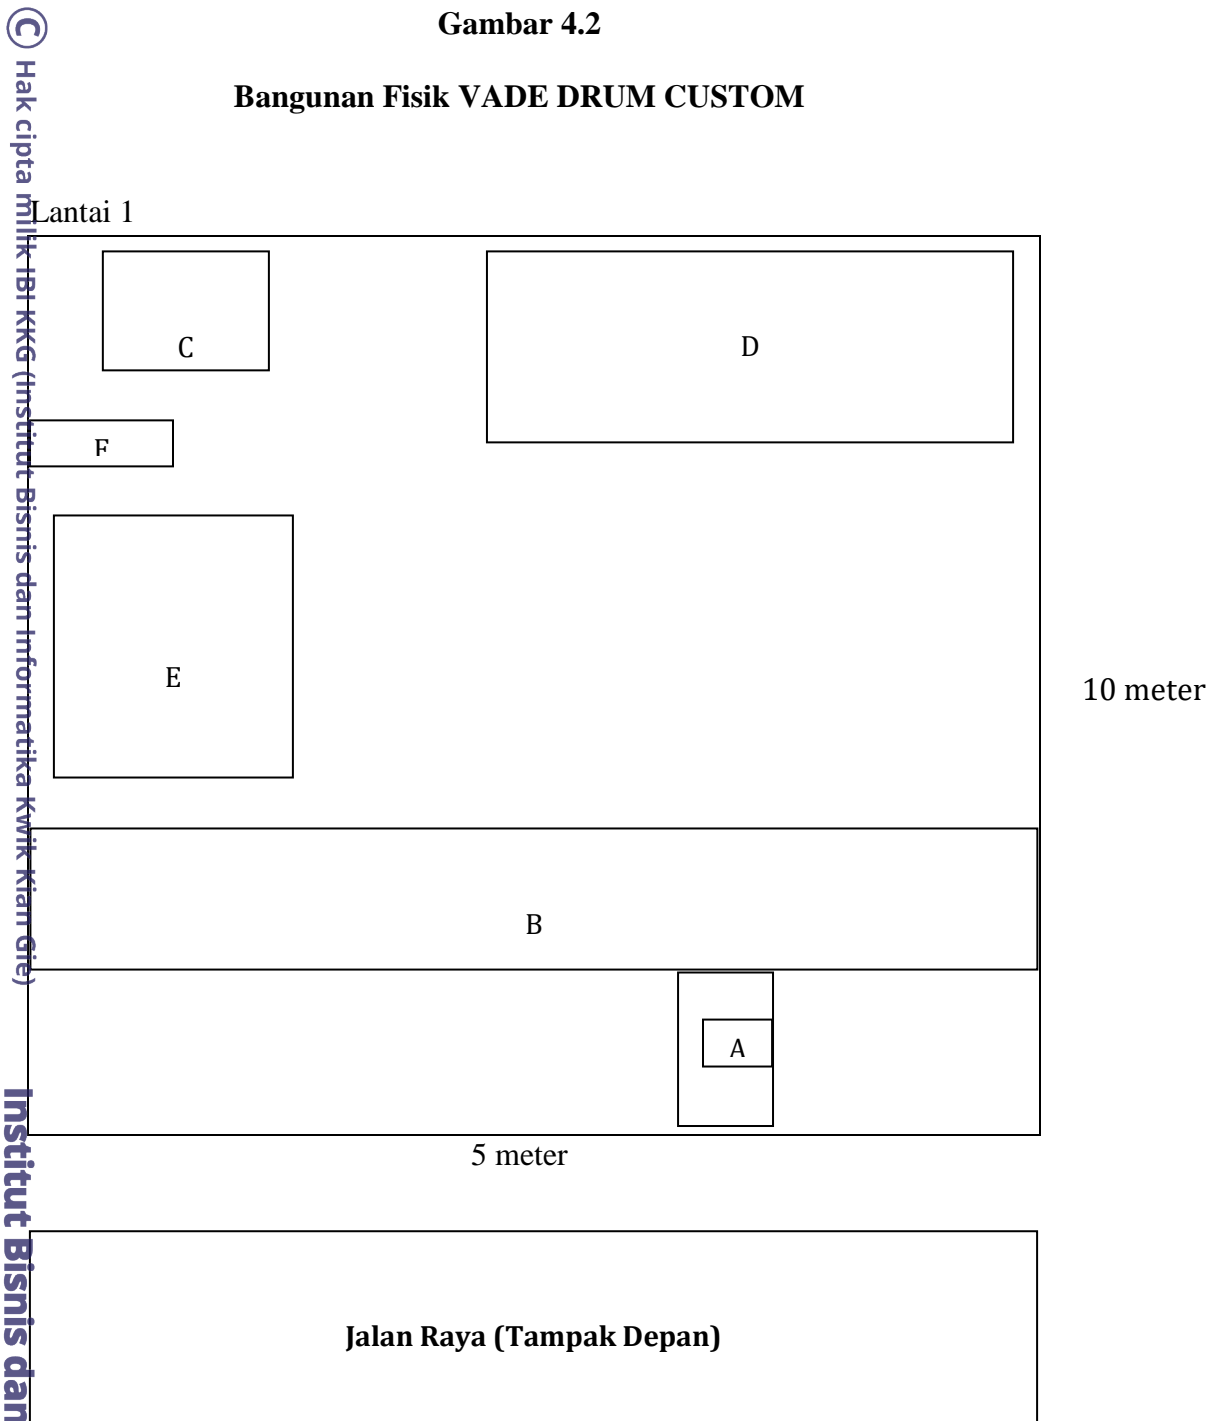 Gambar 4.2
Bangunan Fisik VADE DRUM CUSTOM
Lantai 1
C
D
F
E
10 meter
B
A
5 meter
Jalan Raya (Tampak Depan)
© Hak cipta milik IBI KKG (Institut Bisnis dan Informatika Kwik Kian Gie)
Institut Bisnis dan